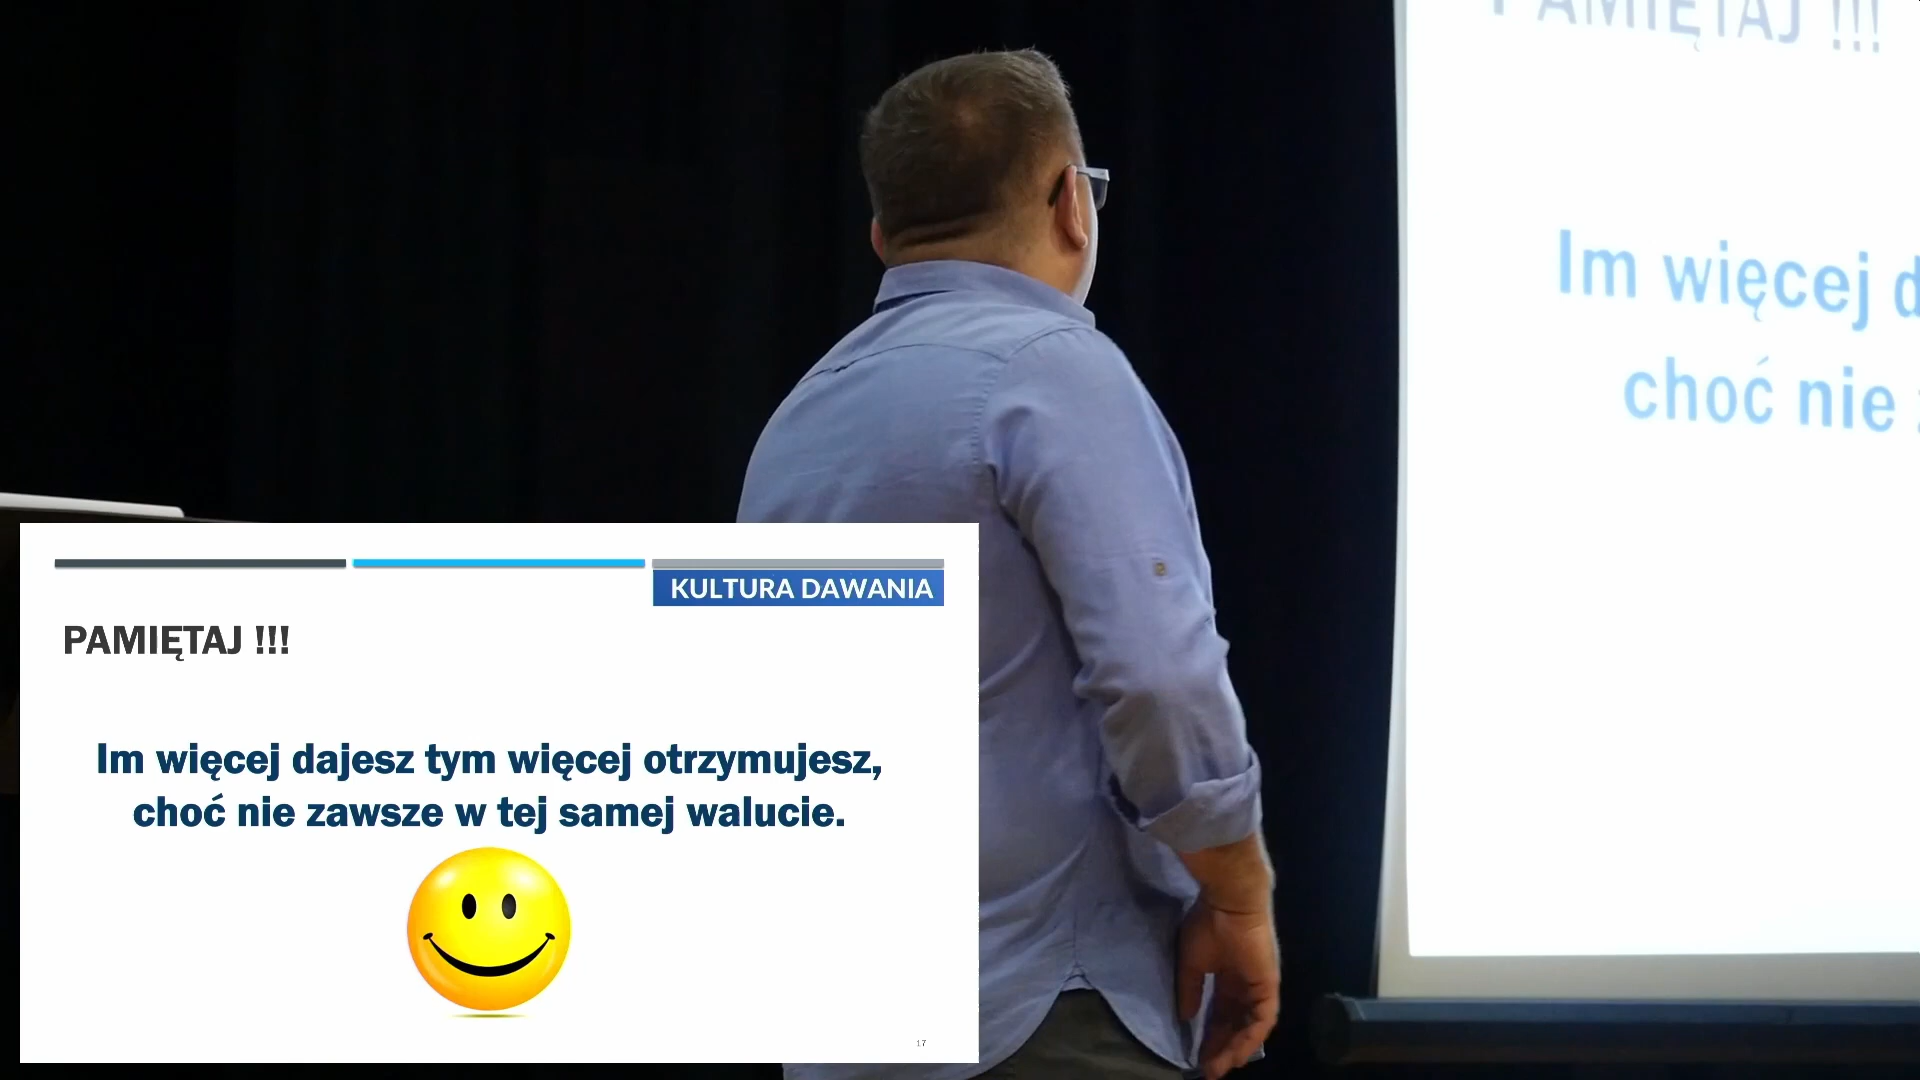 PAMIĘTAJ !!!
Im więcej d
choć nie
KULTURA DAWANIA
PAMIĘTAJ !!!
Im więcej dajesz tym więcej otrzymujesz,
choć nie zawsze w tej samej walucie.
17